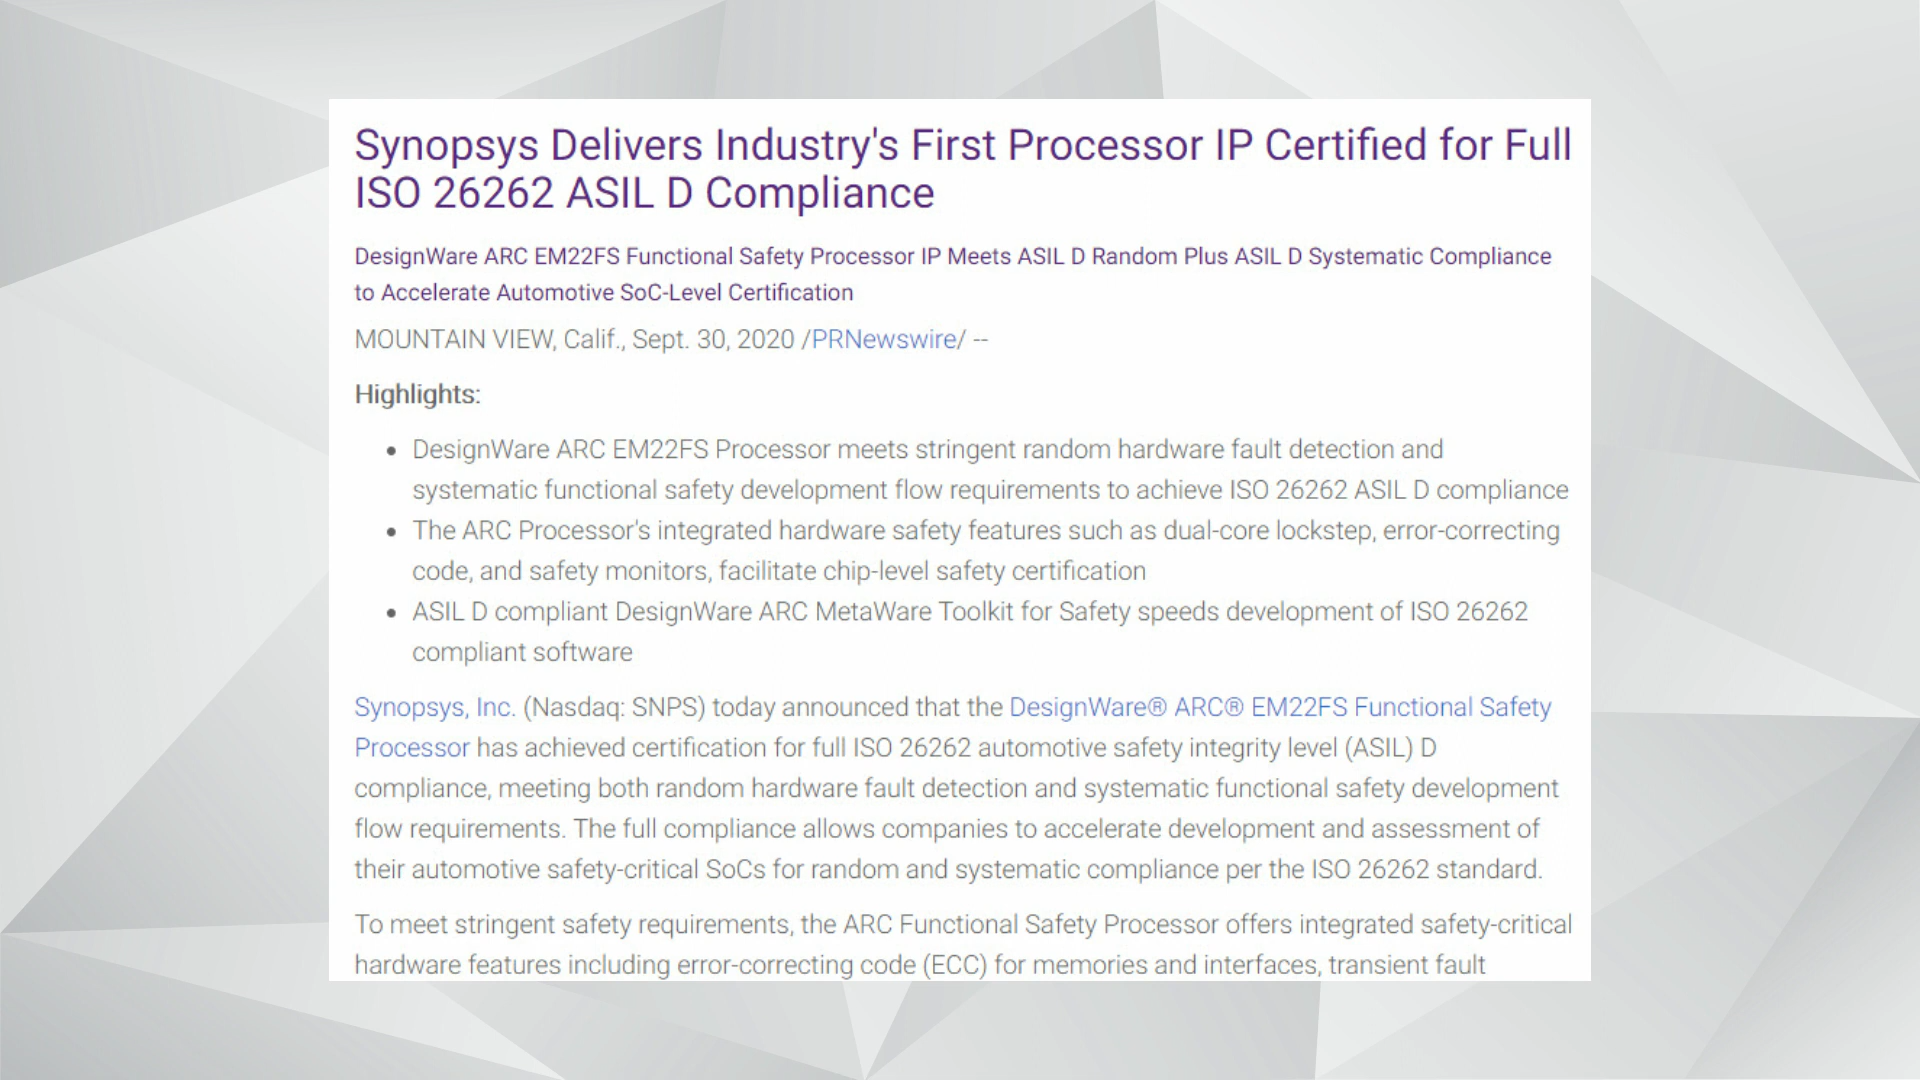 Synopsys Delivers Industry's First Processor IP Certified for Full
ISO 26262 ASIL D Compliance
DesignWare ARC EM22FS Functional Safety Processor IP Meets ASIL D Random Plus ASIL D Systematic Compliance
to Accelerate Automotive SoC-Level Certification
MOUNTAIN VIEW, Calif., Sept. 30, 2020 /PRNewswire/ --
Highlights:
• DesignWare ARC EM22FS Processor meets stringent random hardware fault detection and
systematic functional safety development flow requirements to achieve ISO 26262 ASIL D compliance
• The ARC Processor's integrated hardware safety features such as dual-core lockstep, error-correcting
code, and safety monitors, facilitate chip-level safety certification
• ASIL D compliant DesignWare ARC MetaWare Toolkit for Safety speeds development of ISO 26262
compliant software
Synopsys, Inc. (Nasdaq: SNPS) today announced that the DesignWare® ARC® EM22FS Functional Safety
Processor has achieved certification for full ISO 26262 automotive safety integrity level (ASIL) D
compliance, meeting both random hardware fault detection and systematic functional safety development
flow requirements. The full compliance allows companies to accelerate development and assessment of
their automotive safety-critical SoCs for random and systematic compliance per the ISO 26262 standard.
To meet stringent safety requirements, the ARC Functional Safety Processor offers integrated safety-critical
hardware features including error-correcting code (ECC) for memories and interfaces, transient fault